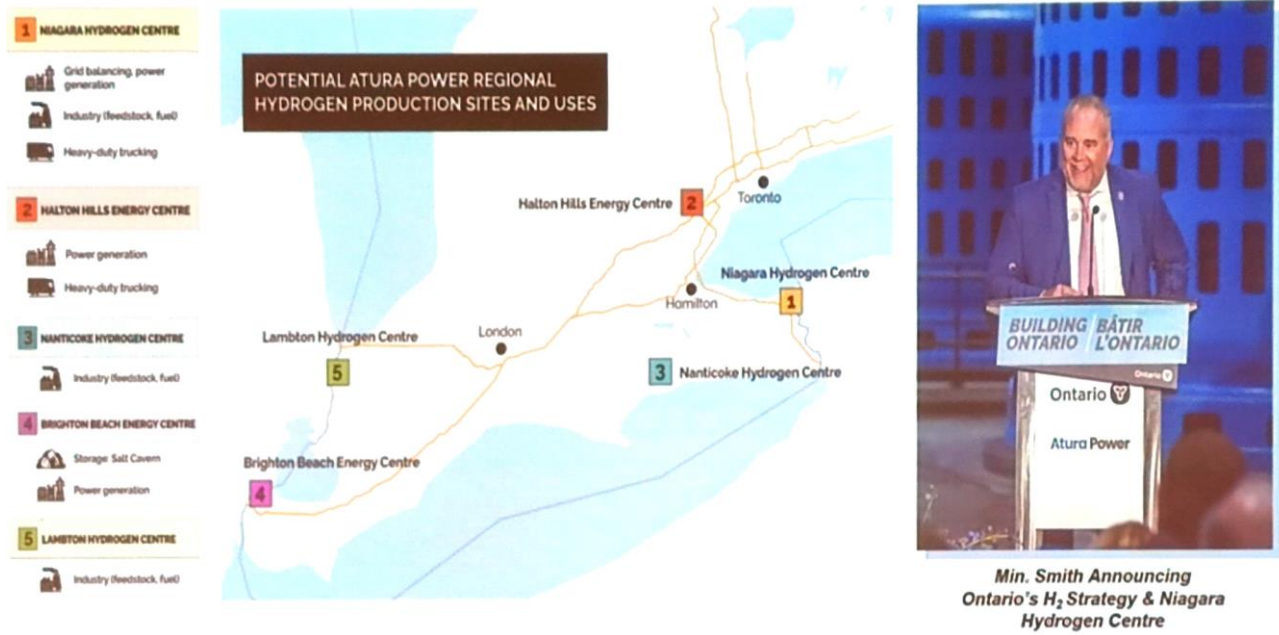 1 NIAGARA HYDROGEN CENTRE
Grid balancing, power
generation
Industry (feedstock, fuel)
Heavy-duty trucking
2 HALTON HILLS ENERGY CENTRE
Power generation
Heavy-duty trucking
3 NANTICOKE HYDROGEN CENTRE
Industry (feedstock, fuel)
4 BRIGHTON BEACH ENERGY CENTRE
Storage: Salt Cavern
Power generation
5 LAMBTON HYDROGEN CENTRE
Industry (feedstock, fuel)
POTENTIAL ATURA POWER REGIONAL
HYDROGEN PRODUCTION SITES AND USES
Halton Hills Energy Centre 2
Toronto
Niagara Hydrogen Centre
1
Hamilton
Lambton Hydrogen Centre
5
London
3 Nanticoke Hydrogen Centre
Brighton Beach Energy Centre
4
BUILDING BÂTIR
ONTARIO L'ONTARIO
Ontario
Ontario
Atura Power
Min. Smith Announcing
Ontario's H₂ Strategy & Niagara
Hydrogen Centre